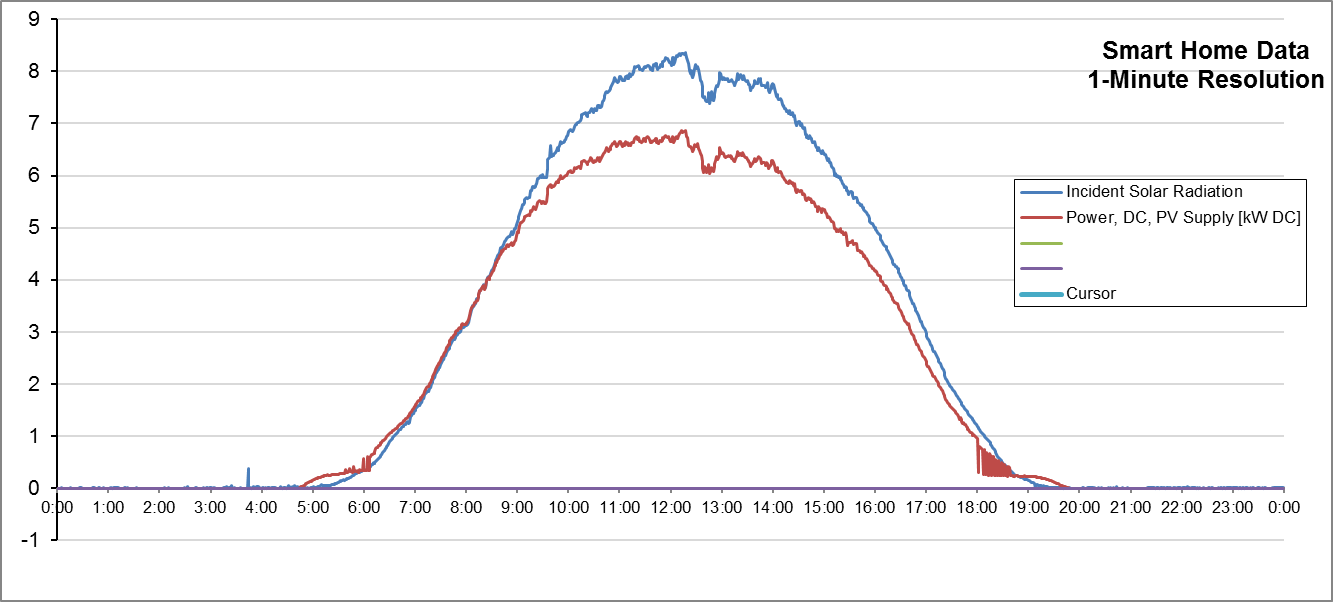 9
Smart Home Data
8
1-Minute Resolution
7
6
Incident Solar Radiation
Power, DC, PV Supply [kW DC]
5
4
Cursor
3
2
1
0
0:00 1:00 2:00 3:00 4:00 5:00 6:00 7:00 8:00 9:00 10:00 11:00 12:00 13:00 14:00 15:00 16:00 17:00 18:00 19:00 20:00 21:00 22:00 23:00 0:00
-1